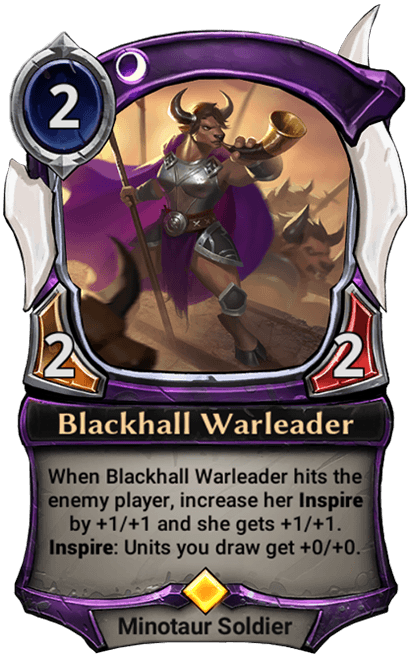 2
2
2
Blackhall Warleader
When Blackhall Warleader hits the
enemy player, increase her Inspire
by +1/+1 and she gets +1/+1.
Inspire: Units you draw get +0/+0.
Minotaur Soldier